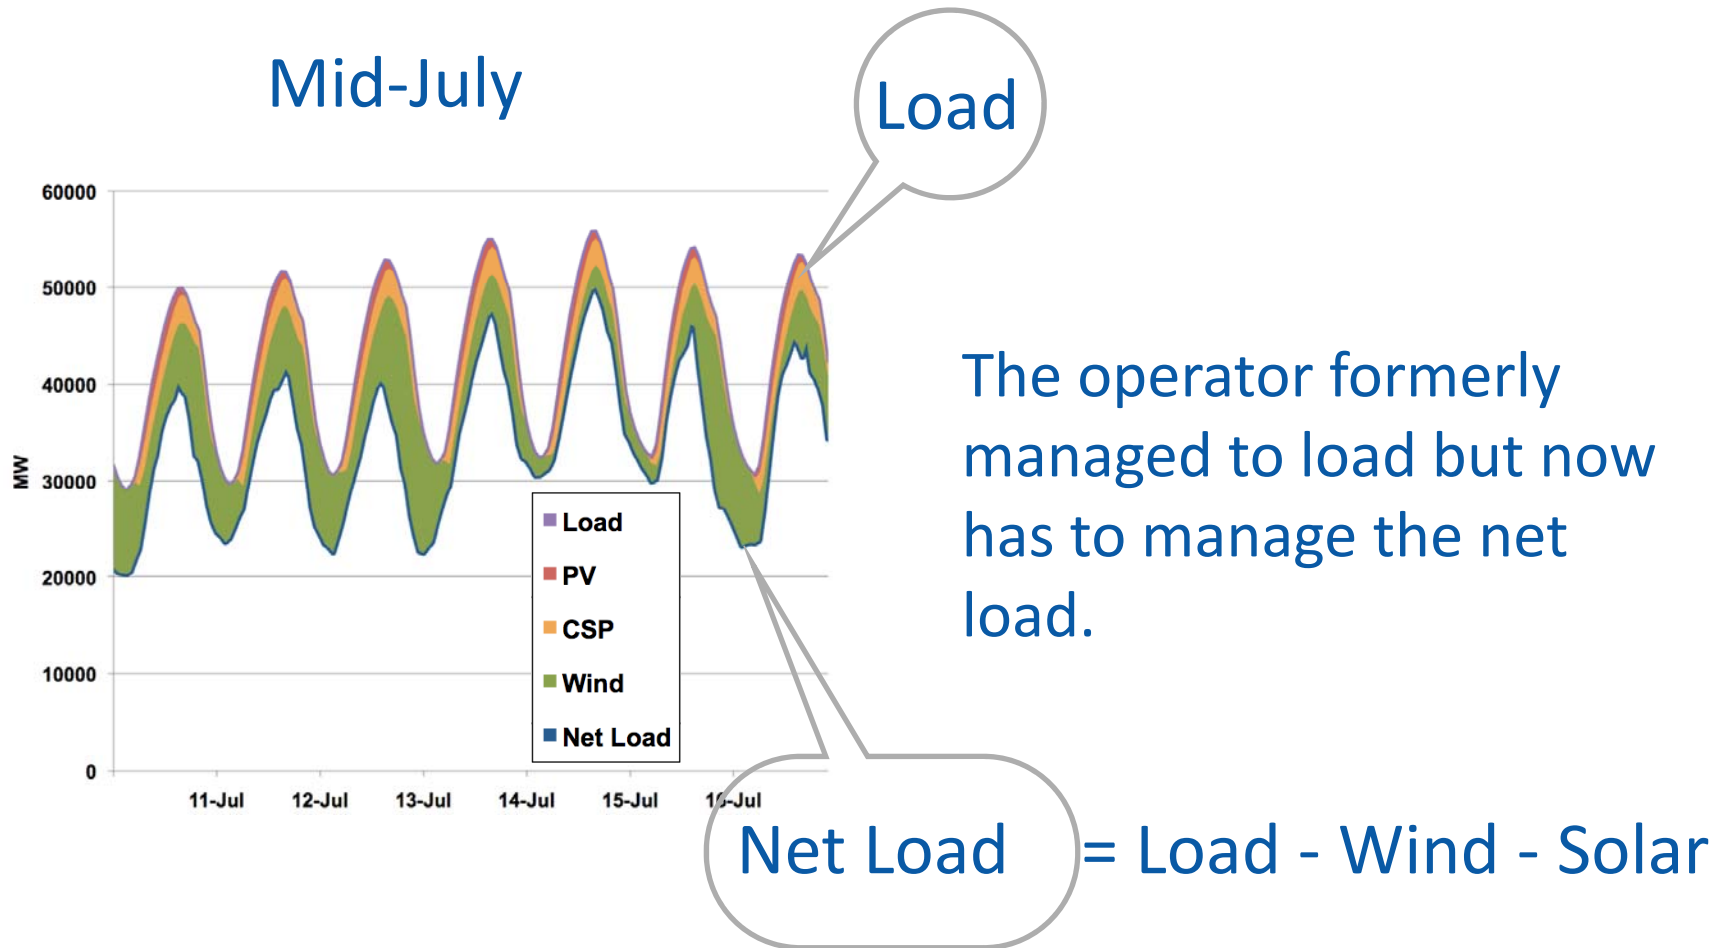 Mid-July
Load
60000
50000
40000
30000
20000
10000
0
MW
Load
PV
CSP
Wind
Net Load
11-Jul
12-Jul
13-Jul
14-Jul
15-Jul
16-Jul
The operator formerly
managed to load but now
has to manage the net
load.
Net Load = Load - Wind - Solar